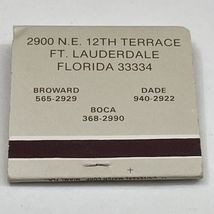 2900 N.E. 12TH TERRACE
FT. LAUDERDALE
FLORIDA 33334
BROWARD DADE
565-2929 940-2922
BOCA
368-2990